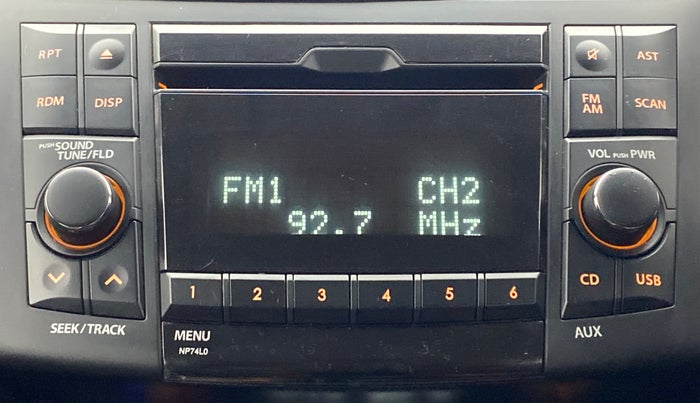 RPT
AST
RDM DISP
FM AM
SCAN
PUSH SOUND
TUNE/FLD
VOL PUSH PWR
FM1 CH2
92.7 MHz
CD USB
1 2 3 4 5 6
SEEK/TRACK
MENU
NP74L0
AUX